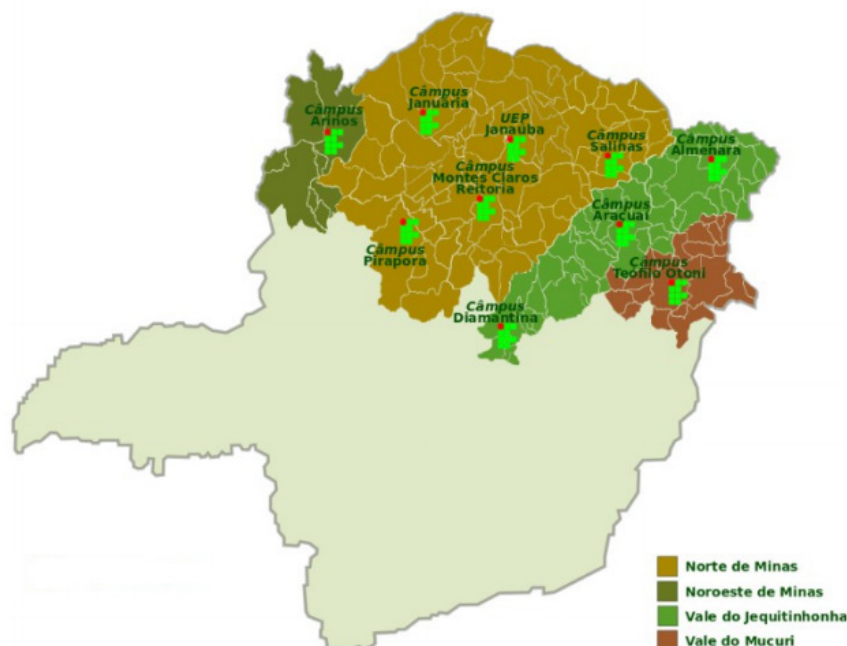 Câmpus
Januária
Câmpus
Arinos
UEP
Janaúba
Câmpus
Salinas
Câmpus
Almenara
Câmpus
Montes Claros
Reitoria
Câmpus
Araçuaí
Câmpus
Pirapora
Câmpus
Teófilo Otoni
Câmpus
Diamantina
Norte de Minas
Noroeste de Minas
Vale do Jequitinhonha
Vale do Mucuri